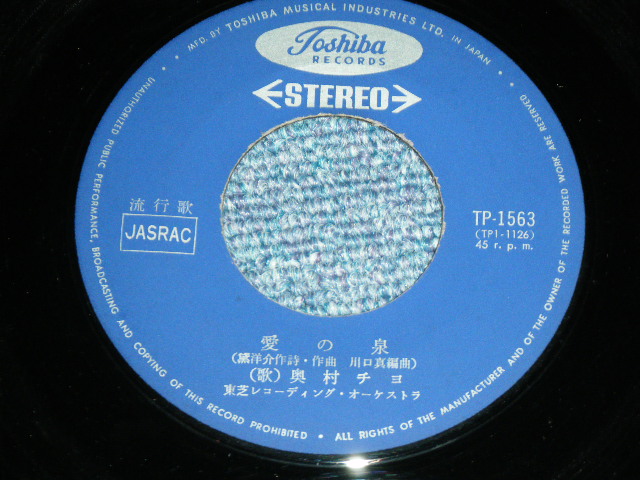 • MFD. BY TOSHIBA MUSICAL INDUSTRIES LTD. IN JAPAN •
Toshiba
RECORDS
STEREO
流行歌
JASRAC
TP-1563
(TP1-1126)
45 r.p.m.
愛の泉
(黛洋介作詩・作曲 川口真編曲)
(歌) 奥村チヨ
東芝レコーディング・オーケストラ
UNAUTHORIZED PUBLIC PERFORMANCE, BROADCASTING AND COPYING OF THIS RECORD PROHIBITED • ALL RIGHTS OF THE MANUFACTURER AND OF THE OWNER OF THE RECORDED WORK ARE RESERVED